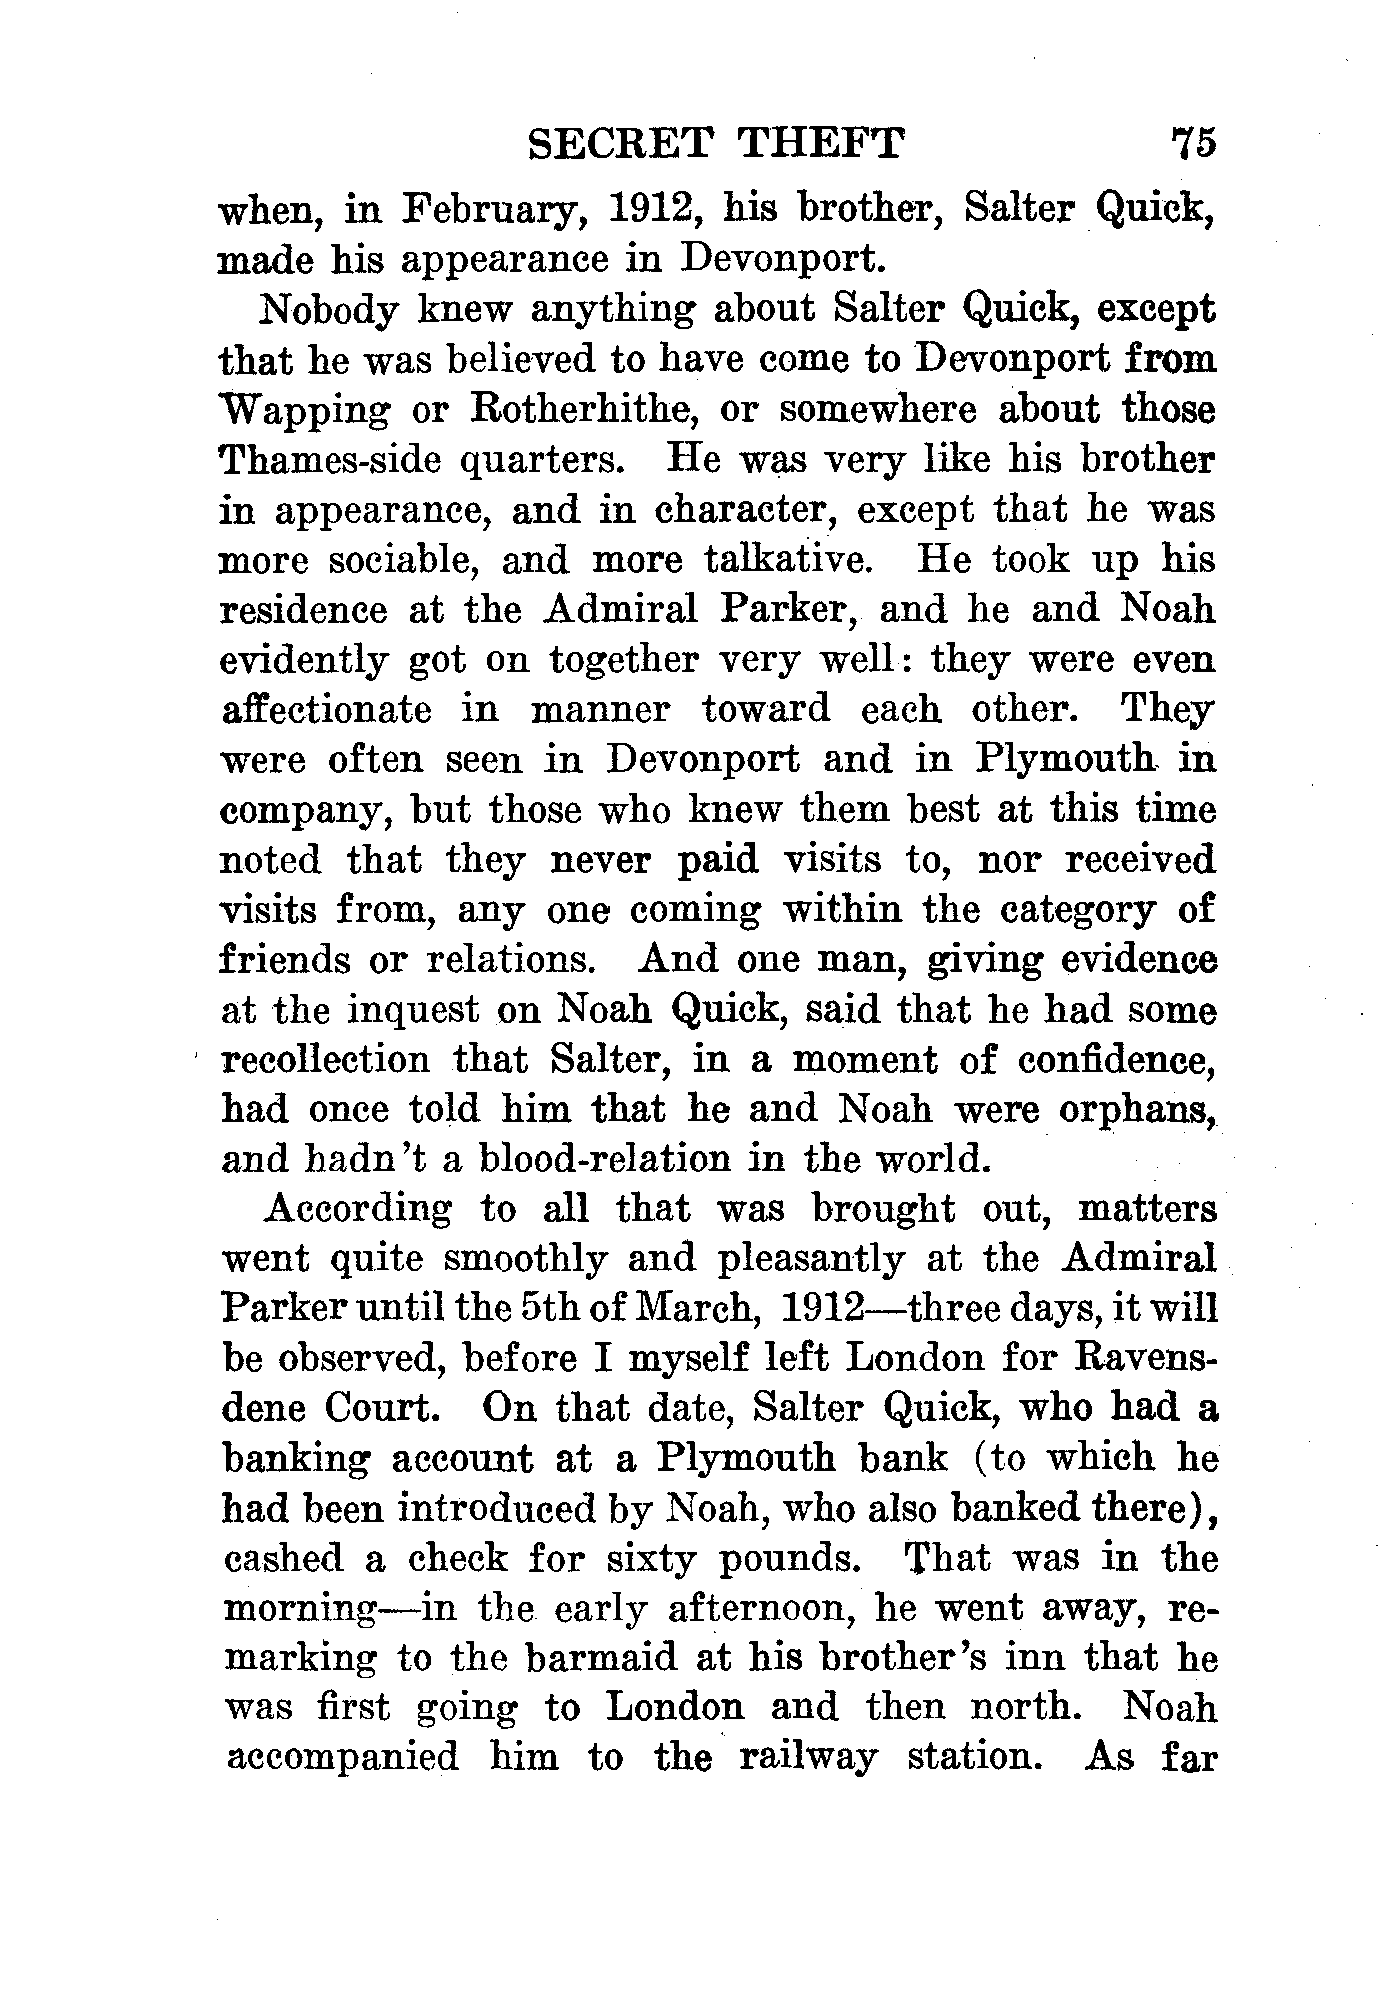 SECRET THEFT 75
when, in February, 1912, his brother, Salter Quick,
made his appearance in Devonport.
Nobody knew anything about Salter Quick, except
that he was believed to have come to Devonport from
Wapping or Rotherhithe, or somewhere about those
Thames-side quarters. He was very like his brother
in appearance, and in character, except that he was
more sociable, and more talkative. He took up his
residence at the Admiral Parker, and he and Noah
evidently got on together very well: they were even
affectionate in manner toward each other. They
were often seen in Devonport and in Plymouth in
company, but those who knew them best at this time
noted that they never paid visits to, nor received
visits from, any one coming within the category of
friends or relations. And one man, giving evidence
at the inquest on Noah Quick, said that he had some
recollection that Salter, in a moment of confidence,
had once told him that he and Noah were orphans,
and hadn't a blood-relation in the world.
According to all that was brought out, matters
went quite smoothly and pleasantly at the Admiral
Parker until the 5th of March, 1912—three days, it will
be observed, before I myself left London for Ravens-
dene Court. On that date, Salter Quick, who had a
banking account at a Plymouth bank (to which he
had been introduced by Noah, who also banked there),
cashed a check for sixty pounds. That was in the
morning—in the early afternoon, he went away, re-
marking to the barmaid at his brother's inn that he
was first going to London and then north. Noah
accompanied him to the railway station. As far